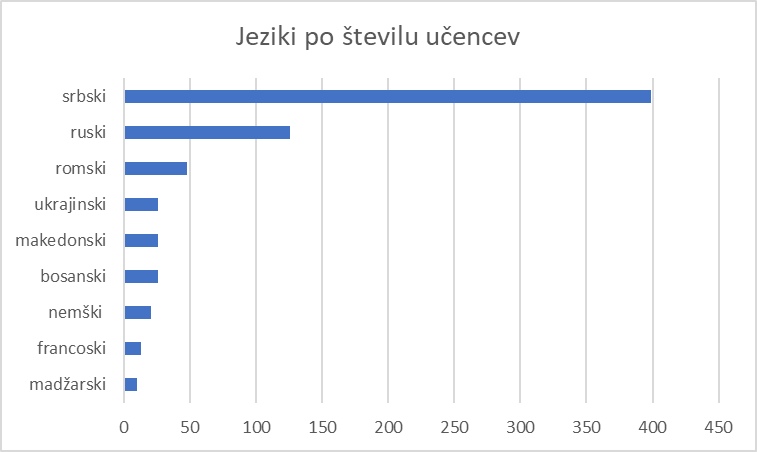 Jeziki po številu učencev
srbski
ruski
romski
ukrajinski
makedonski
bosanski
nemški
francoski
madžarski
0 50 100 150 200 250 300 350 400 450